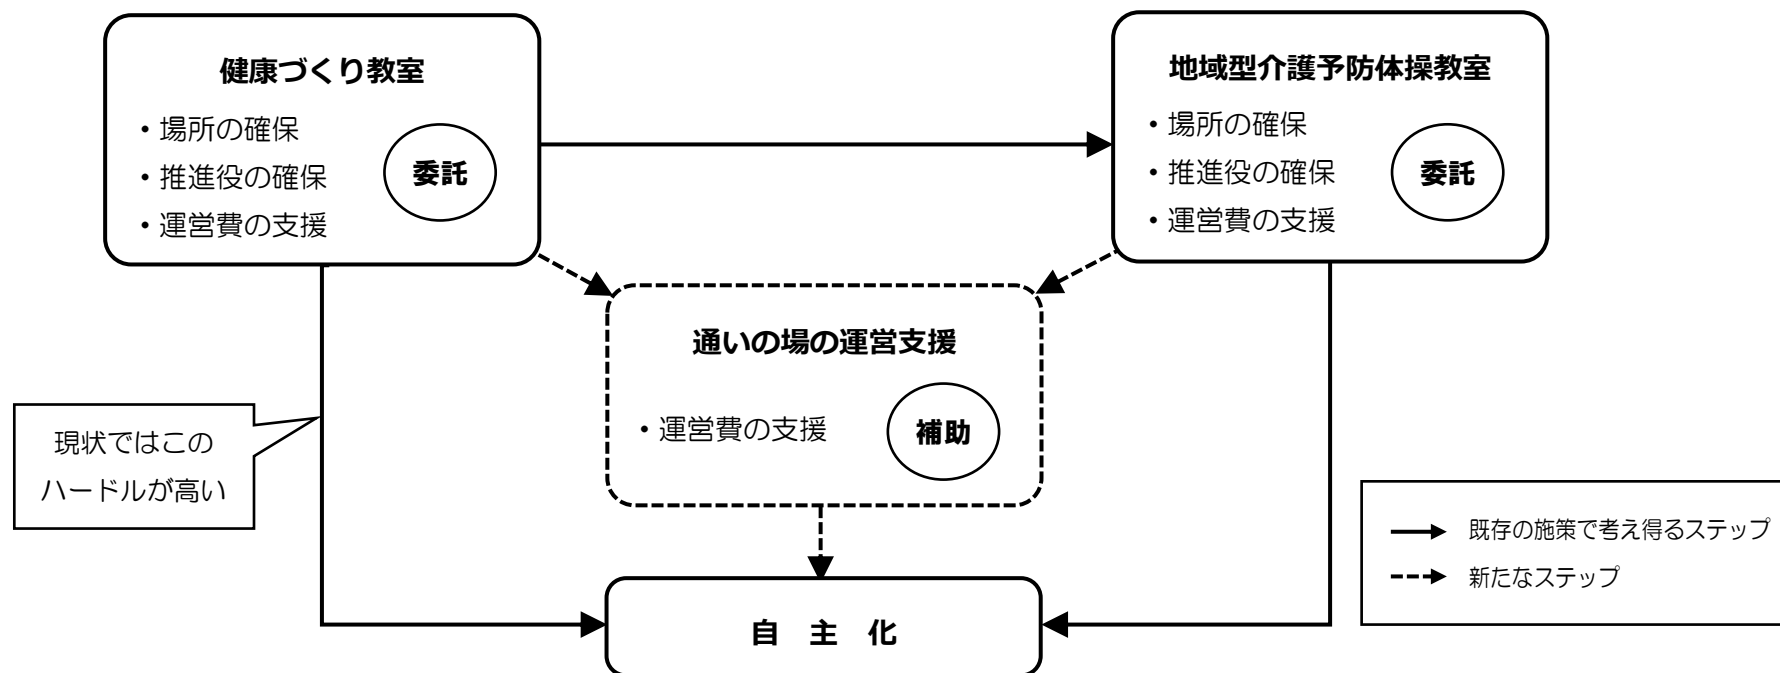 健康づくり教室
・場所の確保
・推進役の確保
・運営費の支援
委託
地域型介護予防体操教室
・場所の確保
・推進役の確保
・運営費の支援
委託
通いの場の運営支援
・運営費の支援
補助
現状ではこの
ハードルが高い
自 主 化
既存の施策で考え得るステップ
新たなステップ